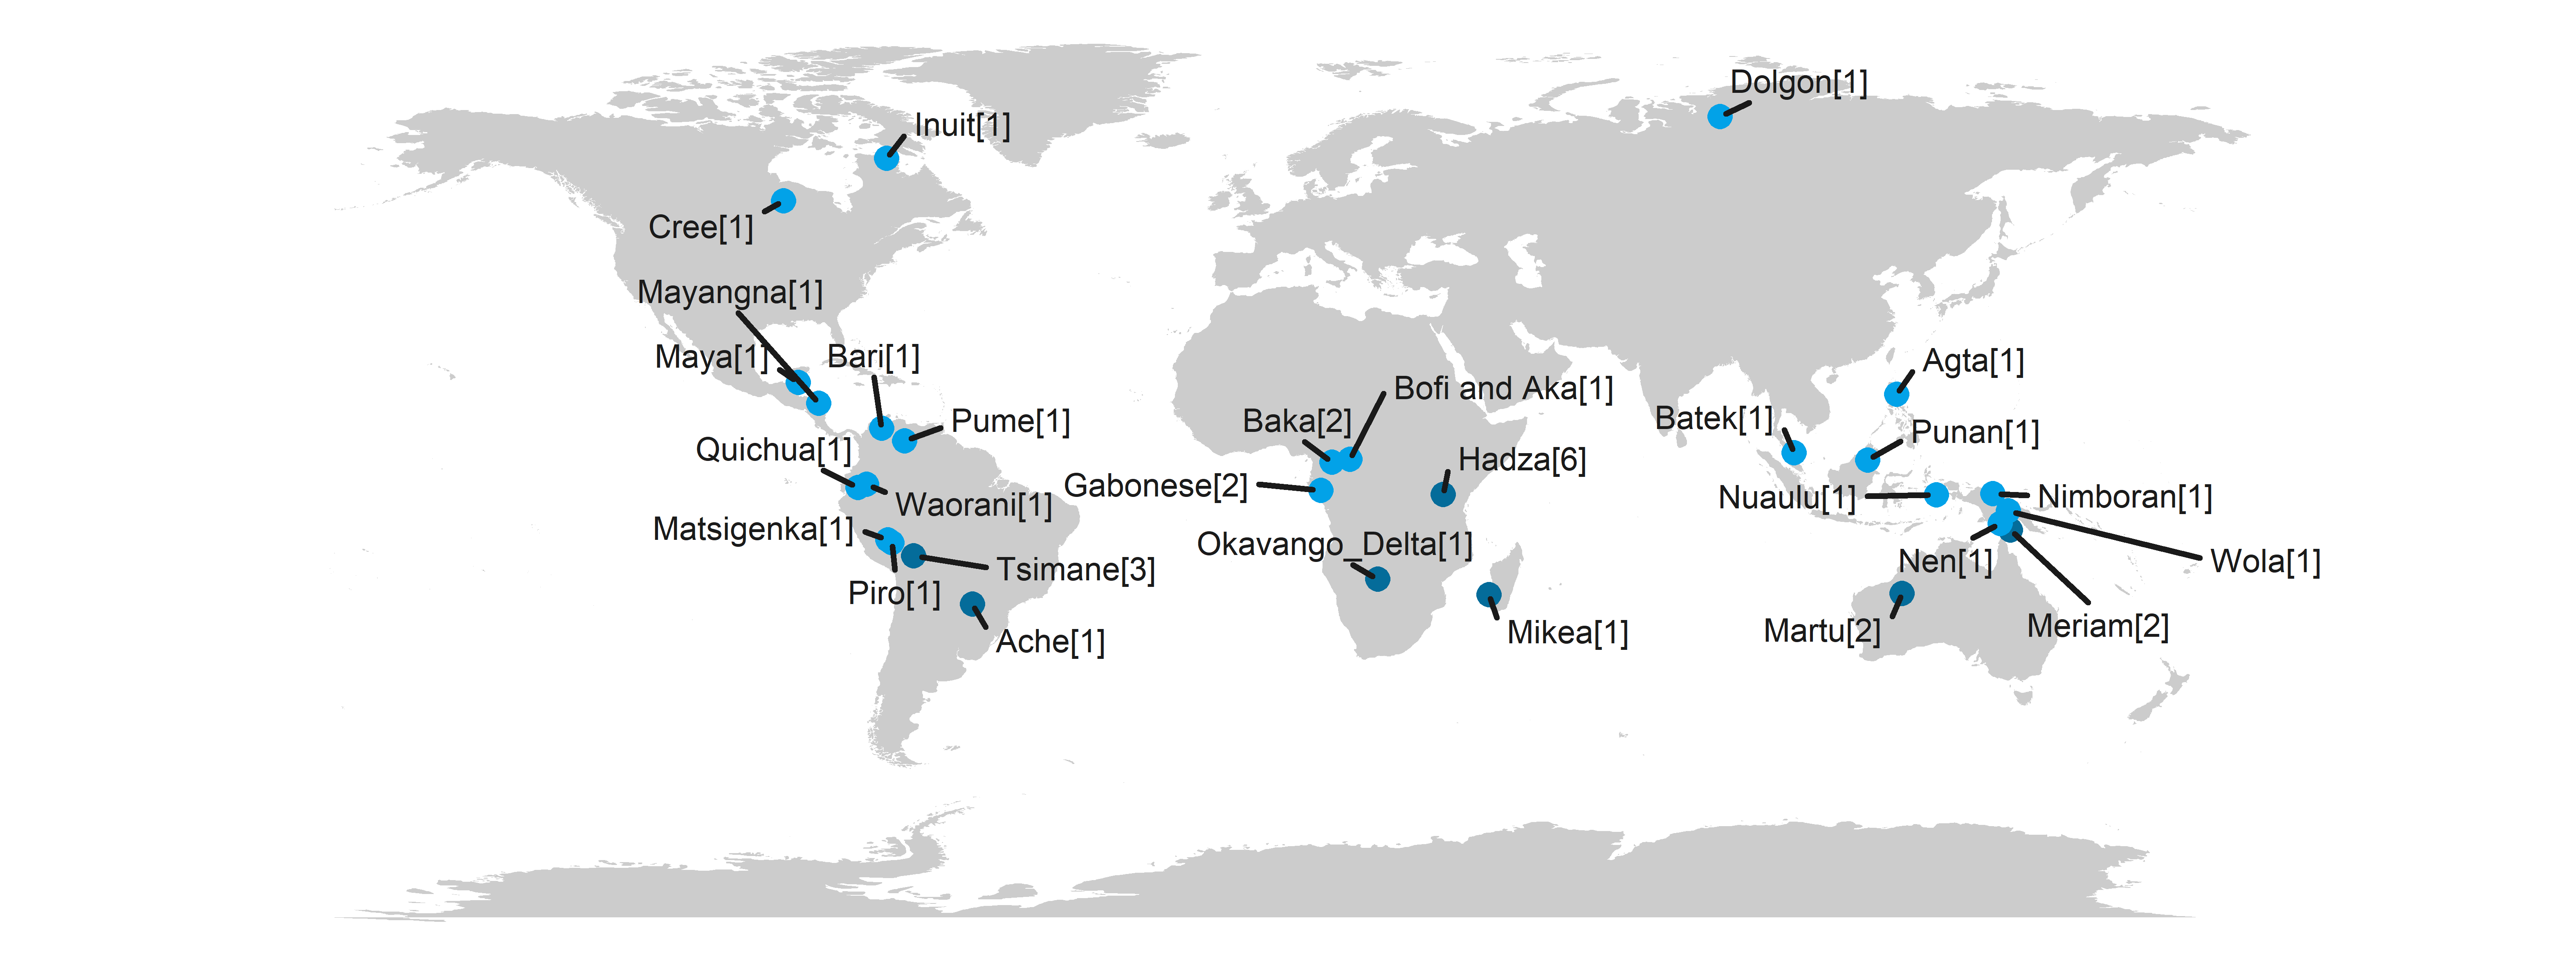 Dolgon[1]
Inuit[1]
Cree[1]
Mayangna[1]
Maya[1]
Bari[1]
Agta[1]
Bofi and Aka[1]
Pume[1]
Baka[2]
Batek[1]
Punan[1]
Quichua[1]
Hadza[6]
Gabonese[2]
Nuaulu[1]
Nimboran[1]
Waorani[1]
Matsigenka[1]
Okavango_Delta[1]
Nen[1]
Wola[1]
Tsimane[3]
Piro[1]
Ache[1]
Mikea[1]
Martu[2]
Meriam[2]